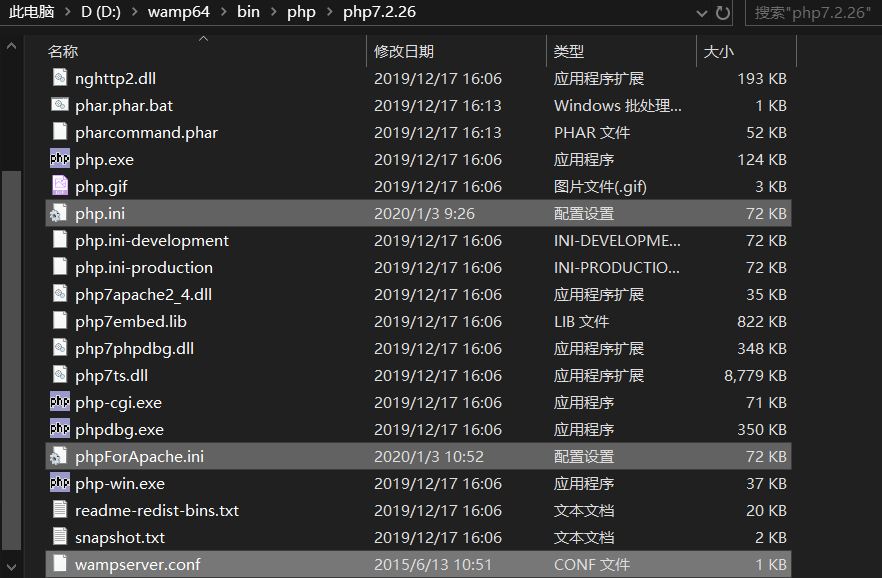 此电脑 > D (D:) > wamp64 > bin > php > php7.2.26 搜索"php7.2.26"
名称 修改日期 类型 大小
nghttp2.dll 2019/12/17 16:06 应用程序扩展 193 KB
phar.phar.bat 2019/12/17 16:13 Windows 批处理... 1 KB
pharcommand.phar 2019/12/17 16:13 PHAR 文件 52 KB
php php.exe 2019/12/17 16:06 应用程序 124 KB
php.gif 2019/12/17 16:06 图片文件(.gif) 3 KB
php.ini 2020/1/3 9:26 配置设置 72 KB
php.ini-development 2019/12/17 16:06 INI-DEVELOPME... 72 KB
php.ini-production 2019/12/17 16:06 INI-PRODUCTIO... 72 KB
php7apache2_4.dll 2019/12/17 16:06 应用程序扩展 35 KB
php7embed.lib 2019/12/17 16:06 LIB 文件 822 KB
php7phpdbg.dll 2019/12/17 16:06 应用程序扩展 348 KB
php7ts.dll 2019/12/17 16:06 应用程序扩展 8,779 KB
php php-cgi.exe 2019/12/17 16:06 应用程序 71 KB
php phpdbg.exe 2019/12/17 16:06 应用程序 350 KB
phpForApache.ini 2020/1/3 10:52 配置设置 72 KB
php php-win.exe 2019/12/17 16:06 应用程序 37 KB
readme-redist-bins.txt 2019/12/17 16:06 文本文档 20 KB
snapshot.txt 2019/12/17 16:06 文本文档 2 KB
wampserver.conf 2015/6/13 10:51 CONF 文件 1 KB